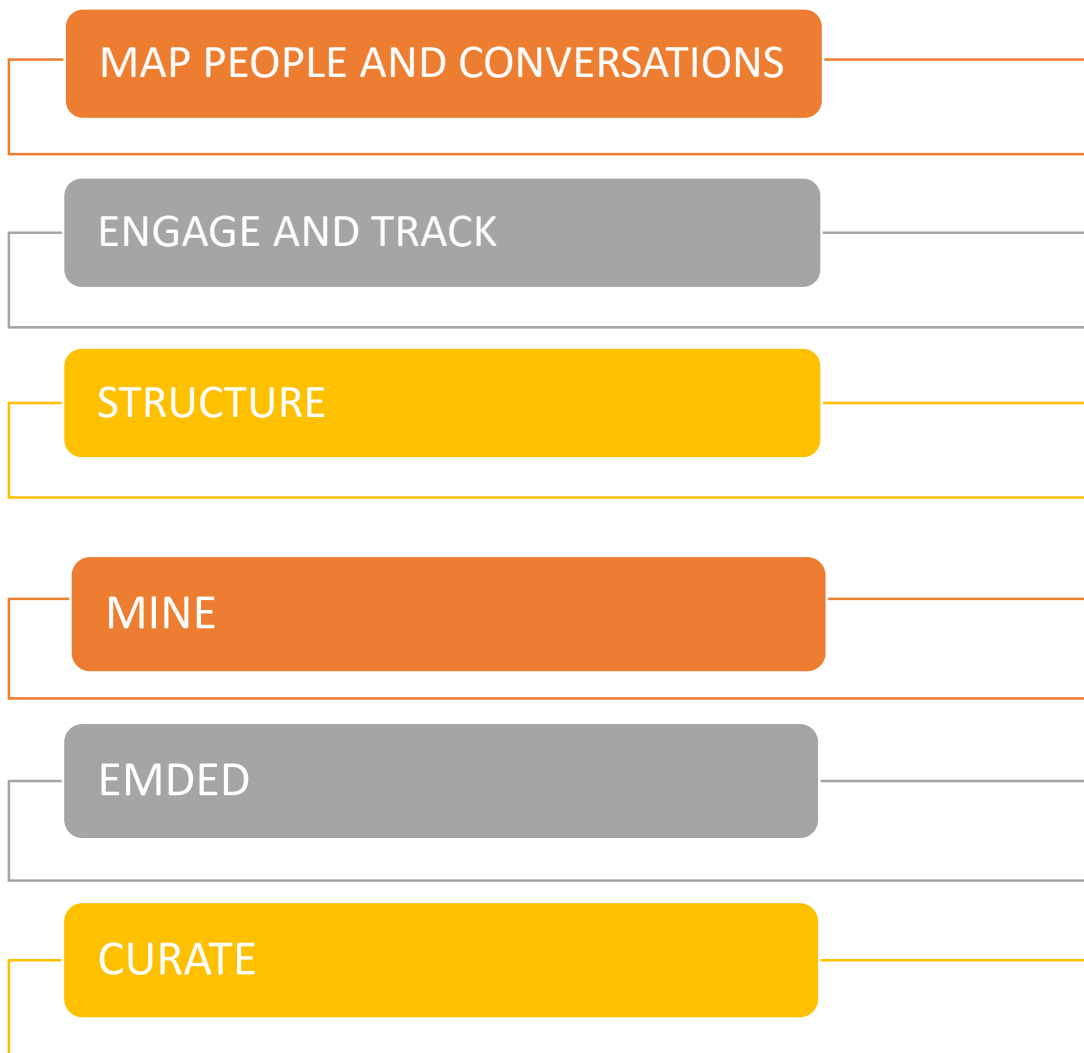 MAP PEOPLE AND CONVERSATIONS
ENGAGE AND TRACK
STRUCTURE
MINE
EMDED
CURATE